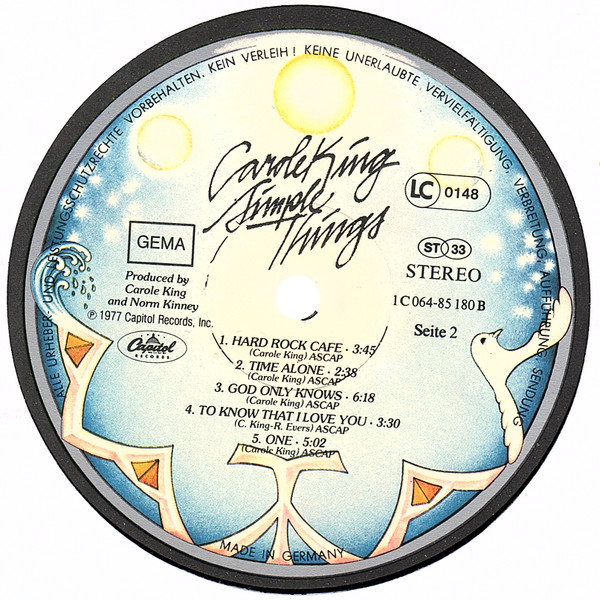 ALLE URHEBER- UND LEISTUNGSSCHUTZRECHTE VORBEHALTEN. KEIN VERLEIH! KEINE UNERLAUBTE VERVIELFÄLTIGUNG, VERBREITUNG, AUFFÜHRUNG, SENDUNG
Carole King
Simple
Things
LC 0148
GEMA
ST 33
STEREO
Produced by
Carole King
and Norm Kinney
℗ 1977 Capitol Records, Inc.
1 C 064-85 180 B
Seite 2
Capitol
RECORDS
1. HARD ROCK CAFE · 3:45
(Carole King) ASCAP
2. TIME ALONE · 2:38
(Carole King) ASCAP
3. GOD ONLY KNOWS · 6:18
(Carole King) ASCAP
4. TO KNOW THAT I LOVE YOU · 3:30
(C. King-R. Evers) ASCAP
5. ONE · 5:02
(Carole King) ASCAP
MADE IN GERMANY